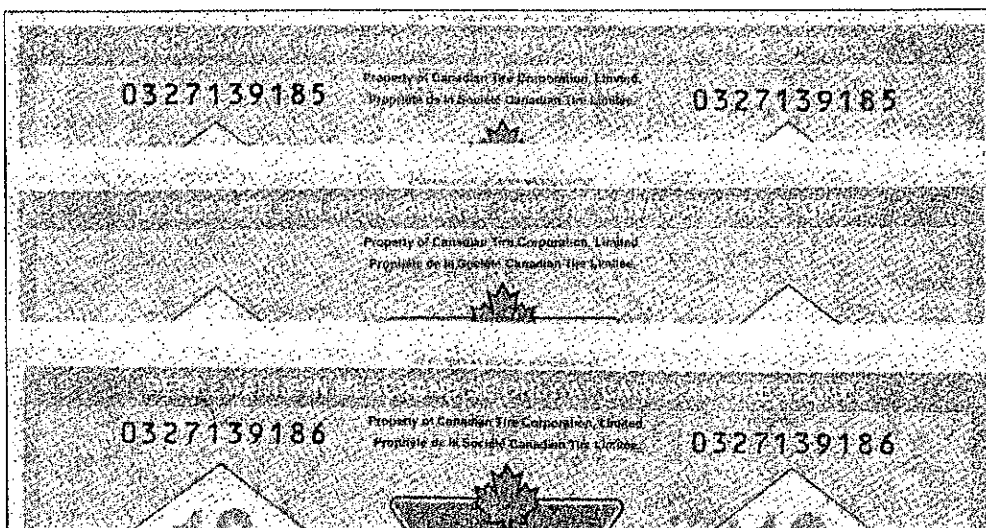 0327139185
Property of Canadian Tire Corporation, Limited.
Propriété de la Société Canadian Tire Limitée.
0327139185
Property of Canadian Tire Corporation, Limited
Propriété de la Société Canadian Tire Limitée.
0327139186
Property of Canadian Tire Corporation, Limited
Propriété de la Société Canadian Tire Limitée.
0327139186